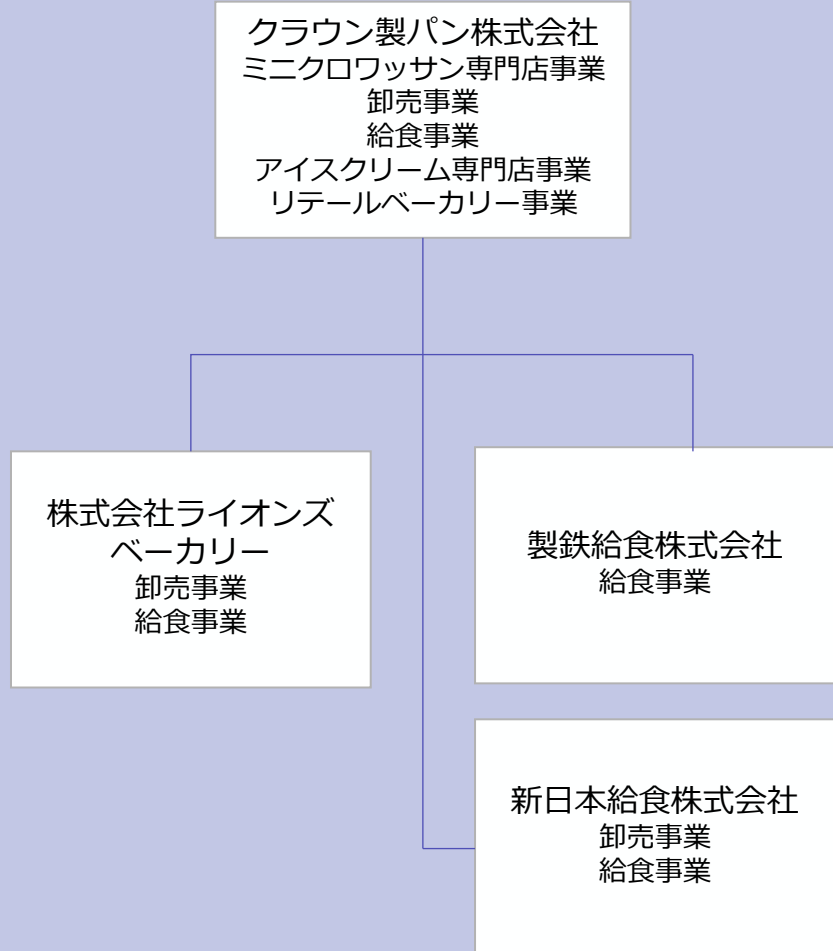 クラウン製パン株式会社
ミニクロワッサン専門店事業
卸売事業
給食事業
アイスクリーム専門店事業
リテールベーカリー事業
株式会社ライオンズ
ベーカリー
卸売事業
給食事業
製鉄給食株式会社
給食事業
新日本給食株式会社
卸売事業
給食事業